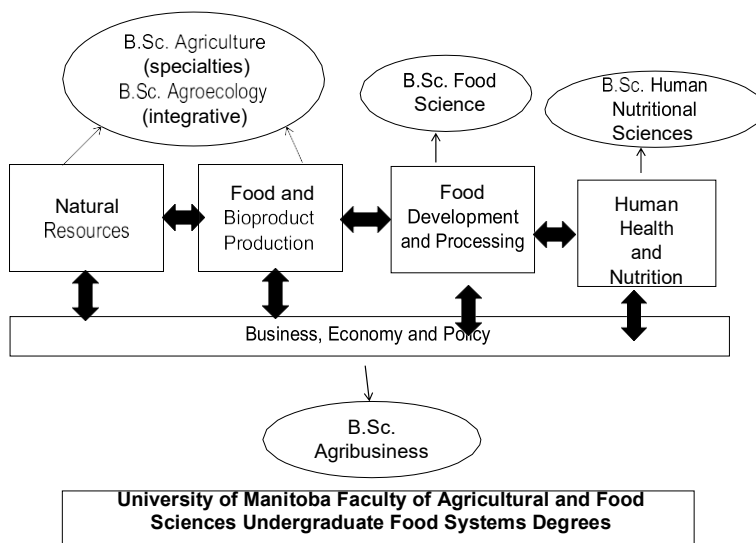 B.Sc. Agriculture
(specialties)
B.Sc. Agroecology
(integrative)
B.Sc. Food
Science
B.Sc. Human
Nutritional
Sciences
Natural
Resources
Food and
Bioproduct
Production
Food
Development
and Processing
Human
Health
and
Nutrition
Business, Economy and Policy
B.Sc.
Agribusiness
University of Manitoba Faculty of Agricultural and Food
Sciences Undergraduate Food Systems Degrees